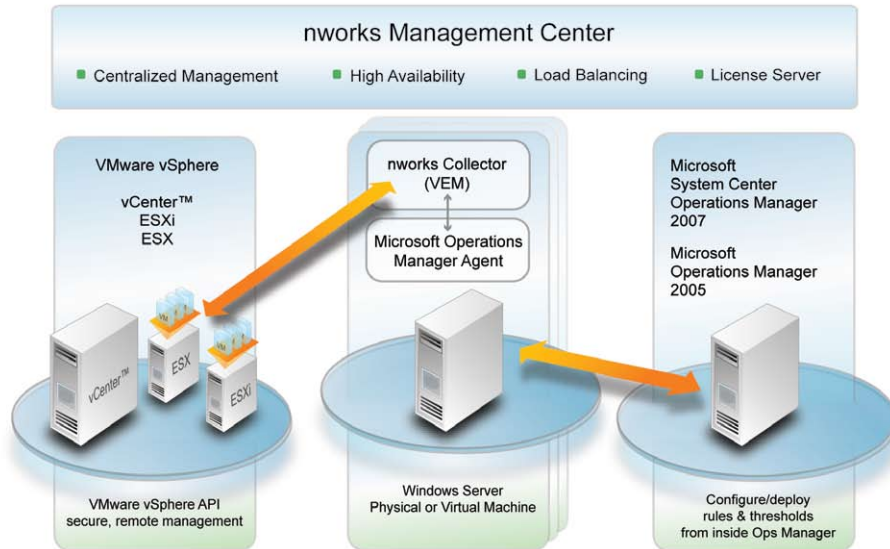 nworks Management Center
Centralized Management
High Availability
Load Balancing
License Server
VMware vSphere
vCenter™
ESXi
ESX
VM
ESX
VM
ESXi
vCenter™
VMware vSphere API
secure, remote management
nworks Collector
(VEM)
Microsoft Operations
Manager Agent
Windows Server
Physical or Virtual Machine
Microsoft
System Center
Operations Manager
2007
Microsoft
Operations Manager
2005
Configure/deploy
rules & thresholds
from inside Ops Manager